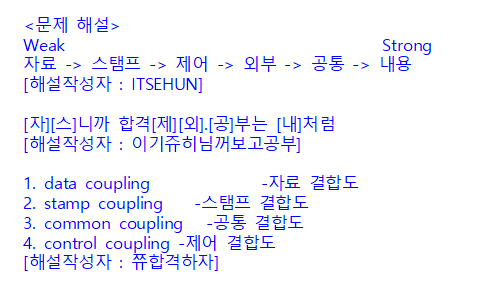 <문제 해설>
Weak Strong
자료 -> 스탬프 -> 제어 -> 외부 -> 공통 -> 내용
[해설작성자 : ITSEHUN]
[자][스]니까 합격[제][외].[공]부는 [내]처럼
[해설작성자 : 이기쥬히님꺼보고공부]
1. data coupling -자료 결합도
2. stamp coupling -스탬프 결합도
3. common coupling -공통 결합도
4. control coupling -제어 결합도
[해설작성자 : 쮸합격하자]